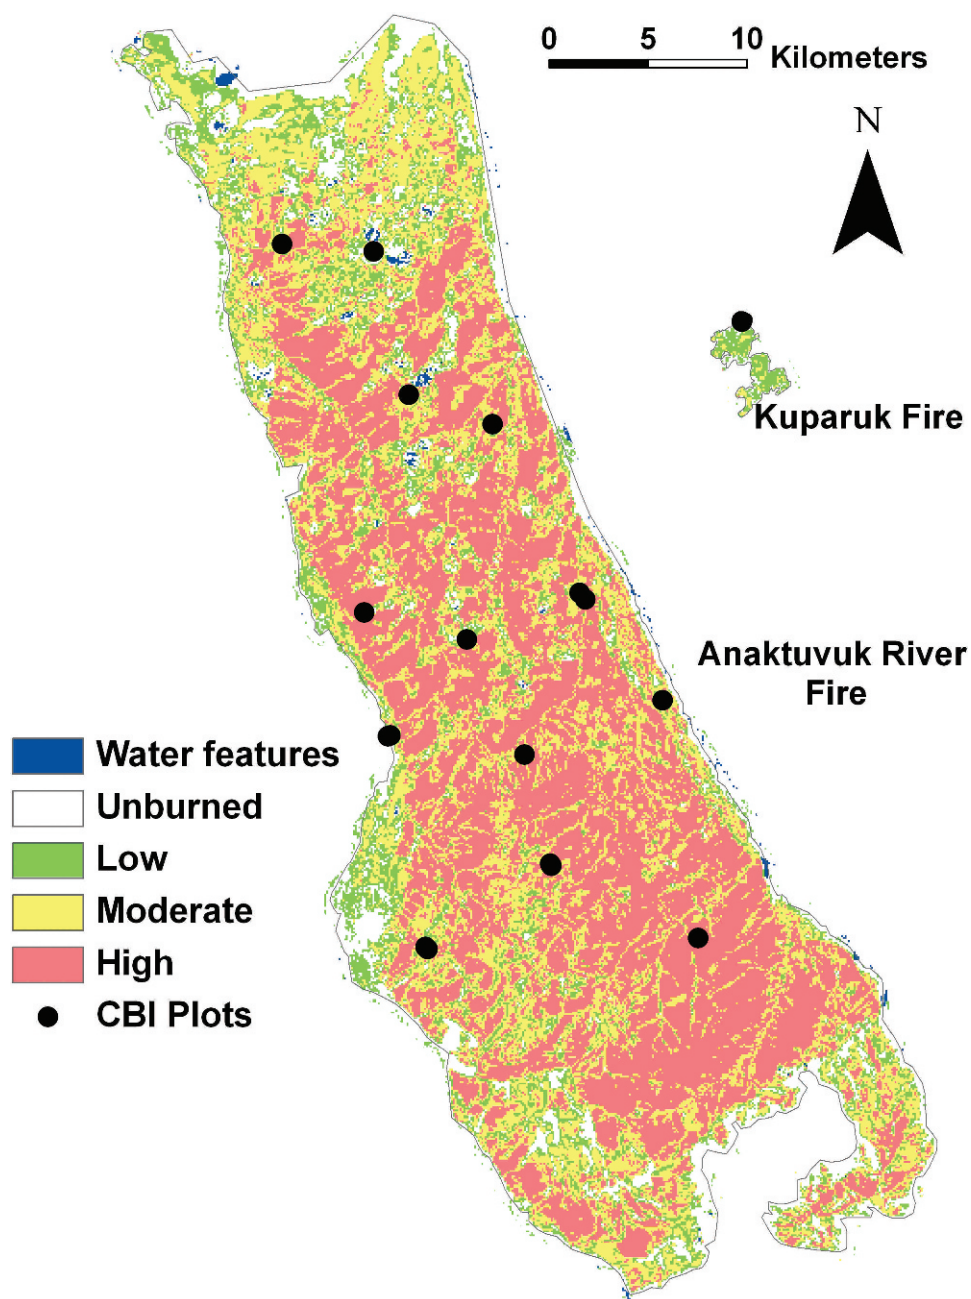 0 5 10
Kilometers
N
Kuparuk Fire
Anaktuvuk River
Fire
Water features
Unburned
Low
Moderate
High
CBI Plots